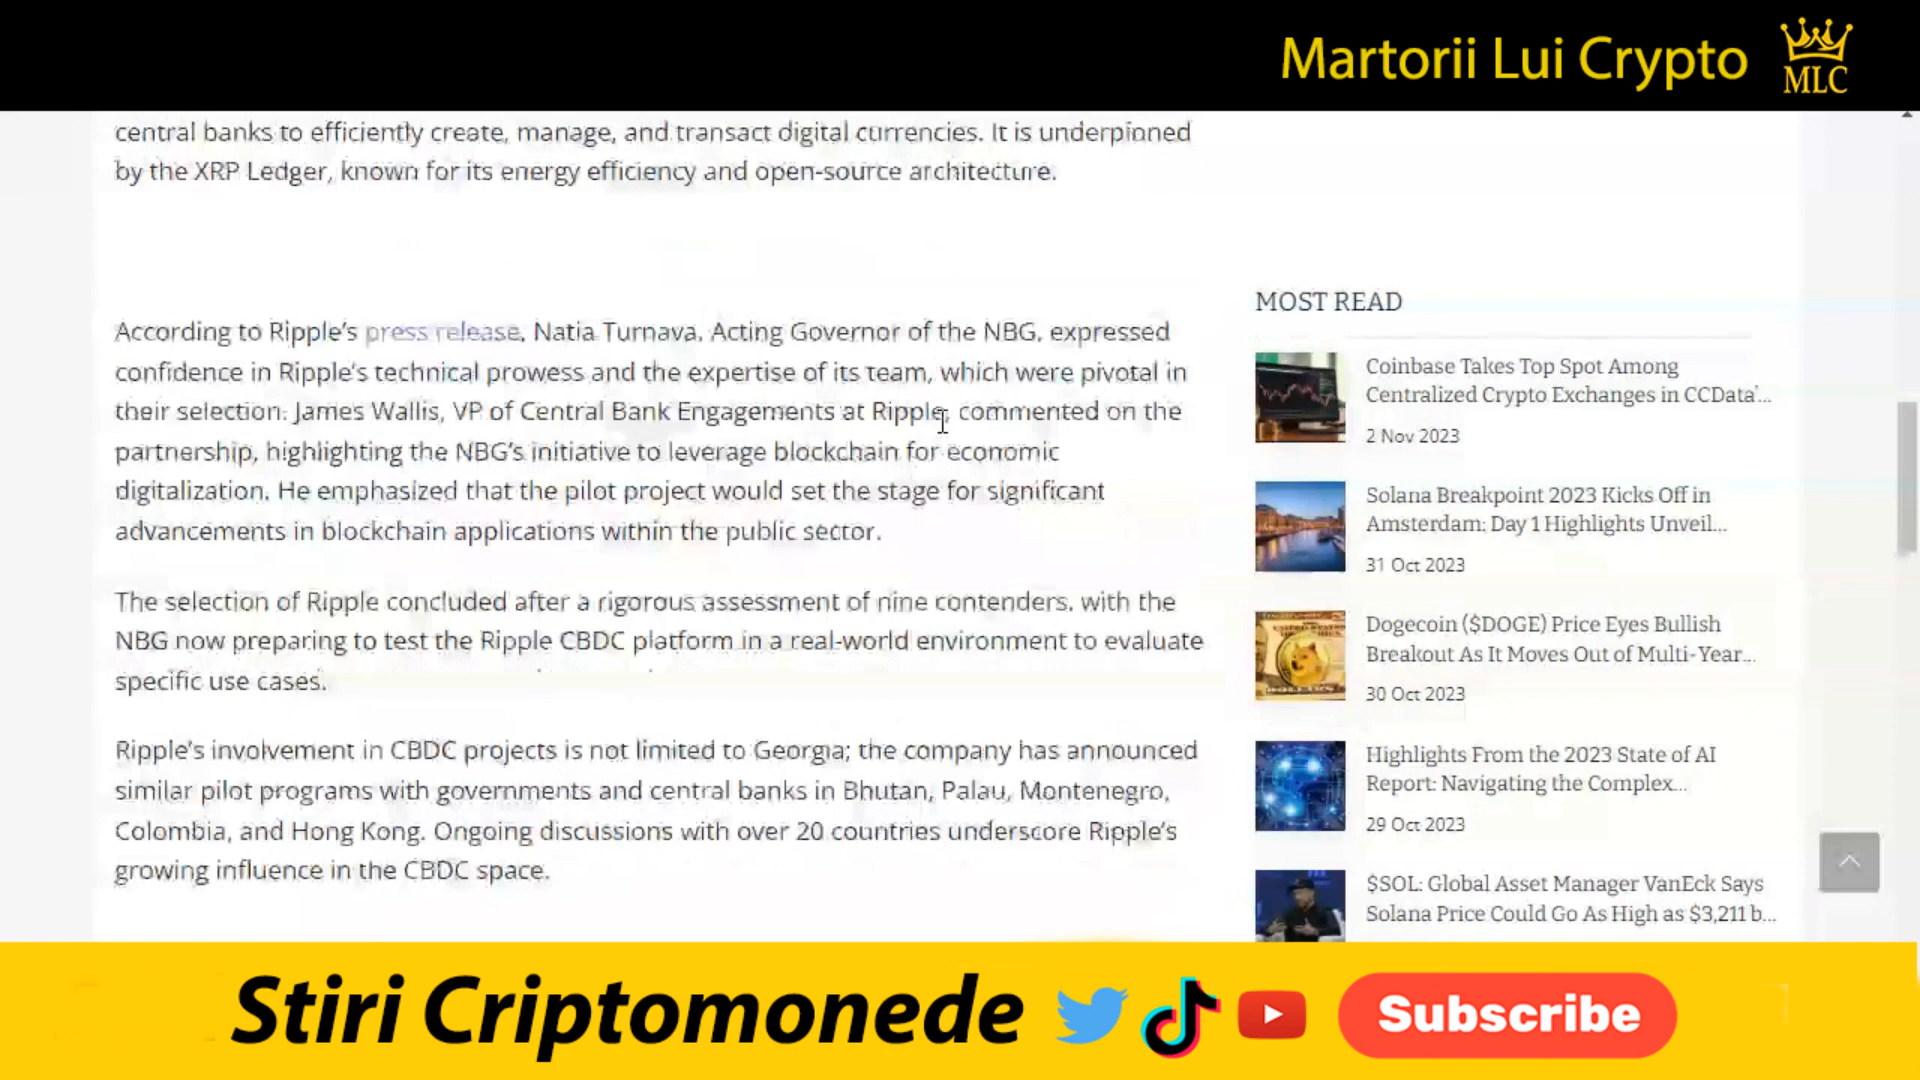 Martorii Lui Crypto
MLC
central banks to efficiently create, manage, and transact digital currencies. It is underpinned
by the XRP Ledger, known for its energy efficiency and open-source architecture.
According to Ripple's press release, Natia Turnava, Acting Governor of the NBG, expressed
confidence in Ripple's technical prowess and the expertise of its team, which were pivotal in
their selection. James Wallis, VP of Central Bank Engagements at Ripple, commented on the
partnership, highlighting the NBG's initiative to leverage blockchain for economic
digitalization. He emphasized that the pilot project would set the stage for significant
advancements in blockchain applications within the public sector.
The selection of Ripple concluded after a rigorous assessment of nine contenders, with the
NBG now preparing to test the Ripple CBDC platform in a real-world environment to evaluate
specific use cases.
Ripple's involvement in CBDC projects is not limited to Georgia; the company has announced
similar pilot programs with governments and central banks in Bhutan, Palau, Montenegro,
Colombia, and Hong Kong. Ongoing discussions with over 20 countries underscore Ripple's
growing influence in the CBDC space.
MOST READ
Coinbase Takes Top Spot Among
Centralized Crypto Exchanges in CCData'...
2 Nov 2023
Solana Breakpoint 2023 Kicks Off in
Amsterdam: Day 1 Highlights Unveil...
31 Oct 2023
Dogecoin ($DOGE) Price Eyes Bullish
Breakout As It Moves Out of Multi-Year...
30 Oct 2023
Highlights From the 2023 State of AI
Report: Navigating the Complex...
29 Oct 2023
$SOL: Global Asset Manager VanEck Says
Solana Price Could Go As High as $3,211 b...
Stiri Criptomonede
Subscribe